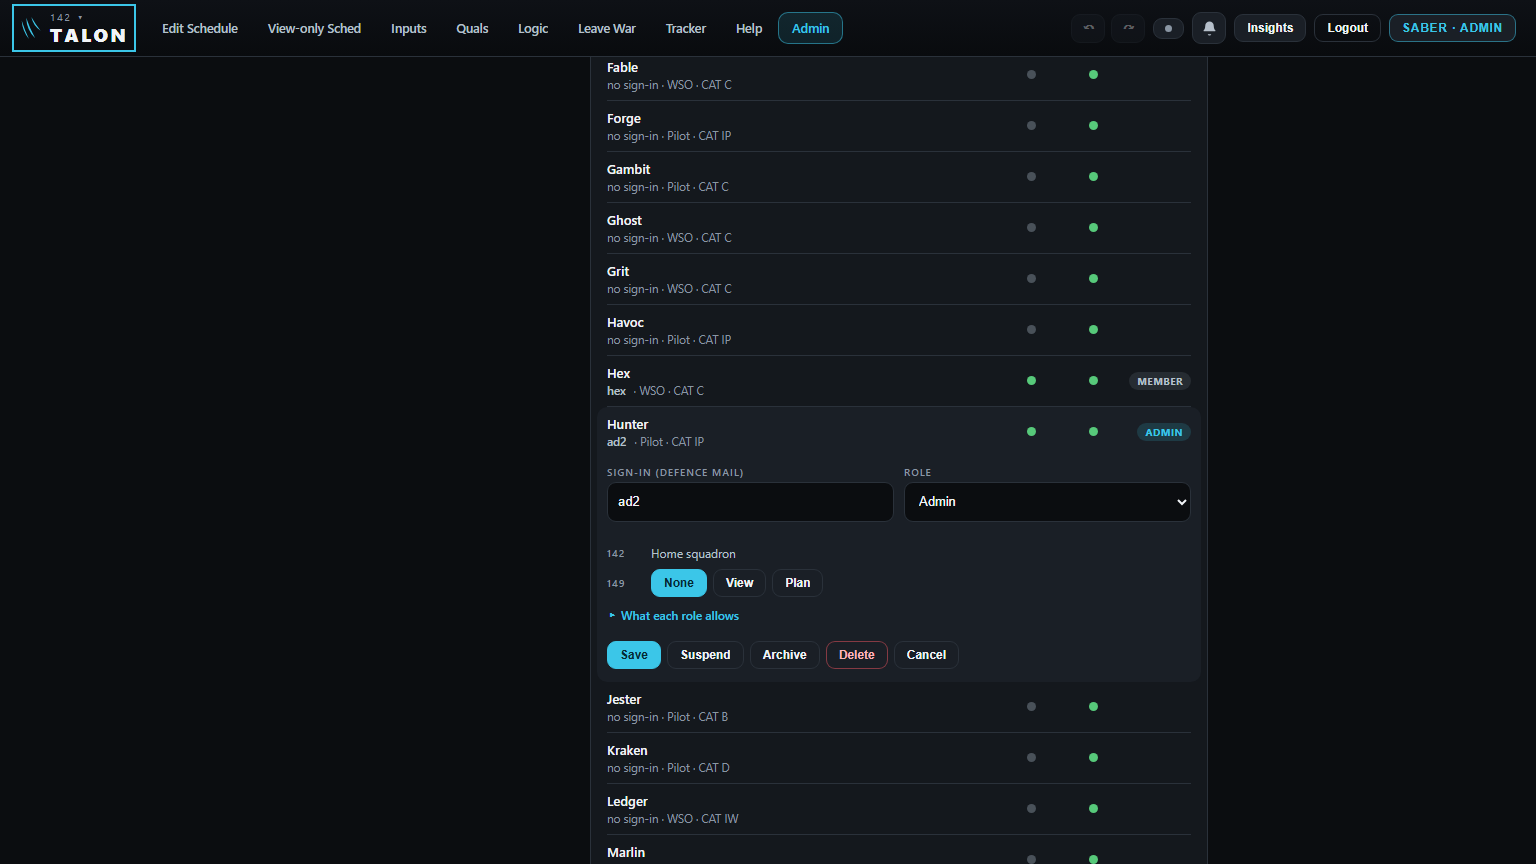 142 ▾
TALON
Edit Schedule
View-only Sched
Inputs
Quals
Logic
Leave War
Tracker
Help
Admin
Insights
Logout
SABER · ADMIN
Fable
no sign-in · WSO · CAT C
Forge
no sign-in · Pilot · CAT IP
Gambit
no sign-in · Pilot · CAT C
Ghost
no sign-in · WSO · CAT C
Grit
no sign-in · WSO · CAT C
Havoc
no sign-in · Pilot · CAT IP
Hex
hex · WSO · CAT C
MEMBER
Hunter
ad2 · Pilot · CAT IP
ADMIN
SIGN-IN (DEFENCE MAIL)
ROLE
ad2
Admin
142 Home squadron
149 None View Plan
▸ What each role allows
Save Suspend Archive Delete Cancel
Jester
no sign-in · Pilot · CAT B
Kraken
no sign-in · Pilot · CAT D
Ledger
no sign-in · WSO · CAT IW
Marlin